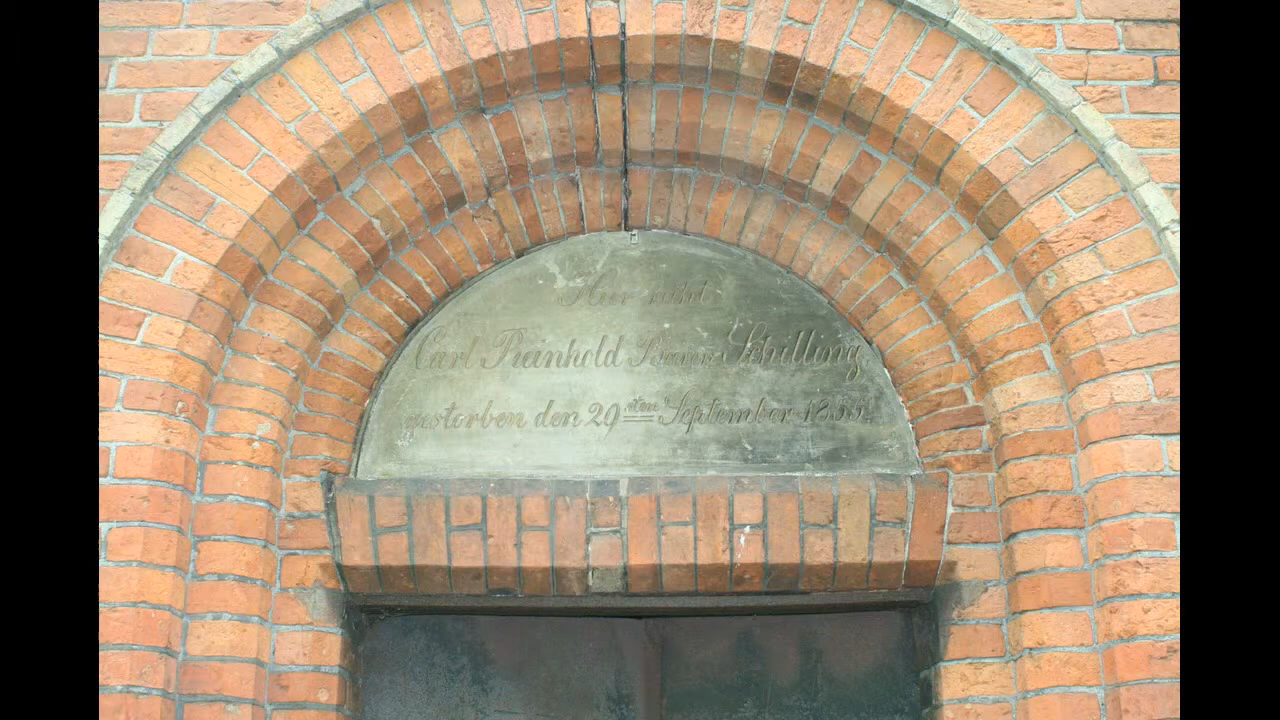 Hier ruht
Carl Reinhold Baron Schilling
gestorben den 29sten September 1855.